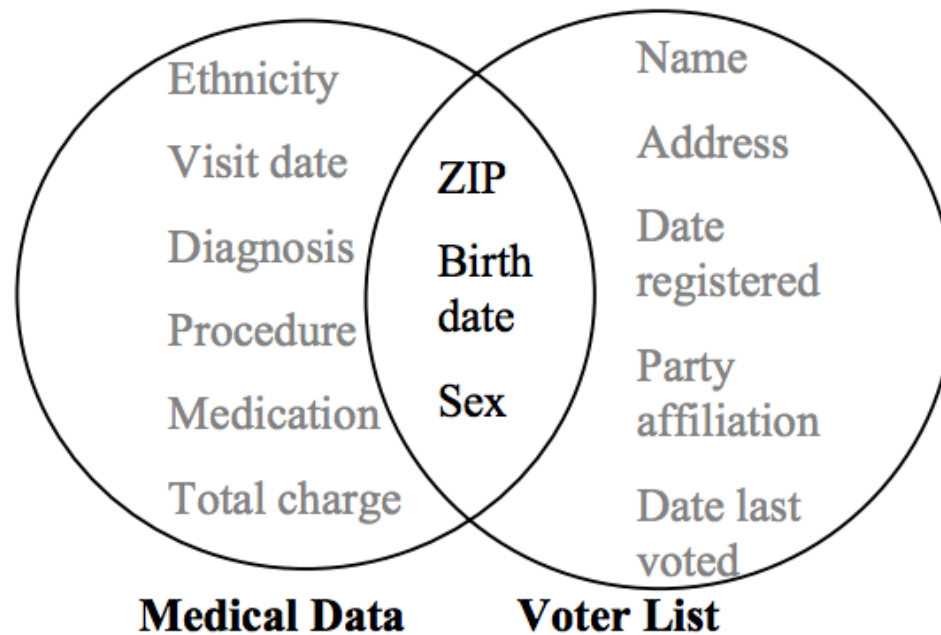 Ethnicity
Visit date
Diagnosis
Procedure
Medication
Total charge
ZIP
Birth
date
Sex
Name
Address
Date
registered
Party
affiliation
Date last
voted
Medical Data
Voter List